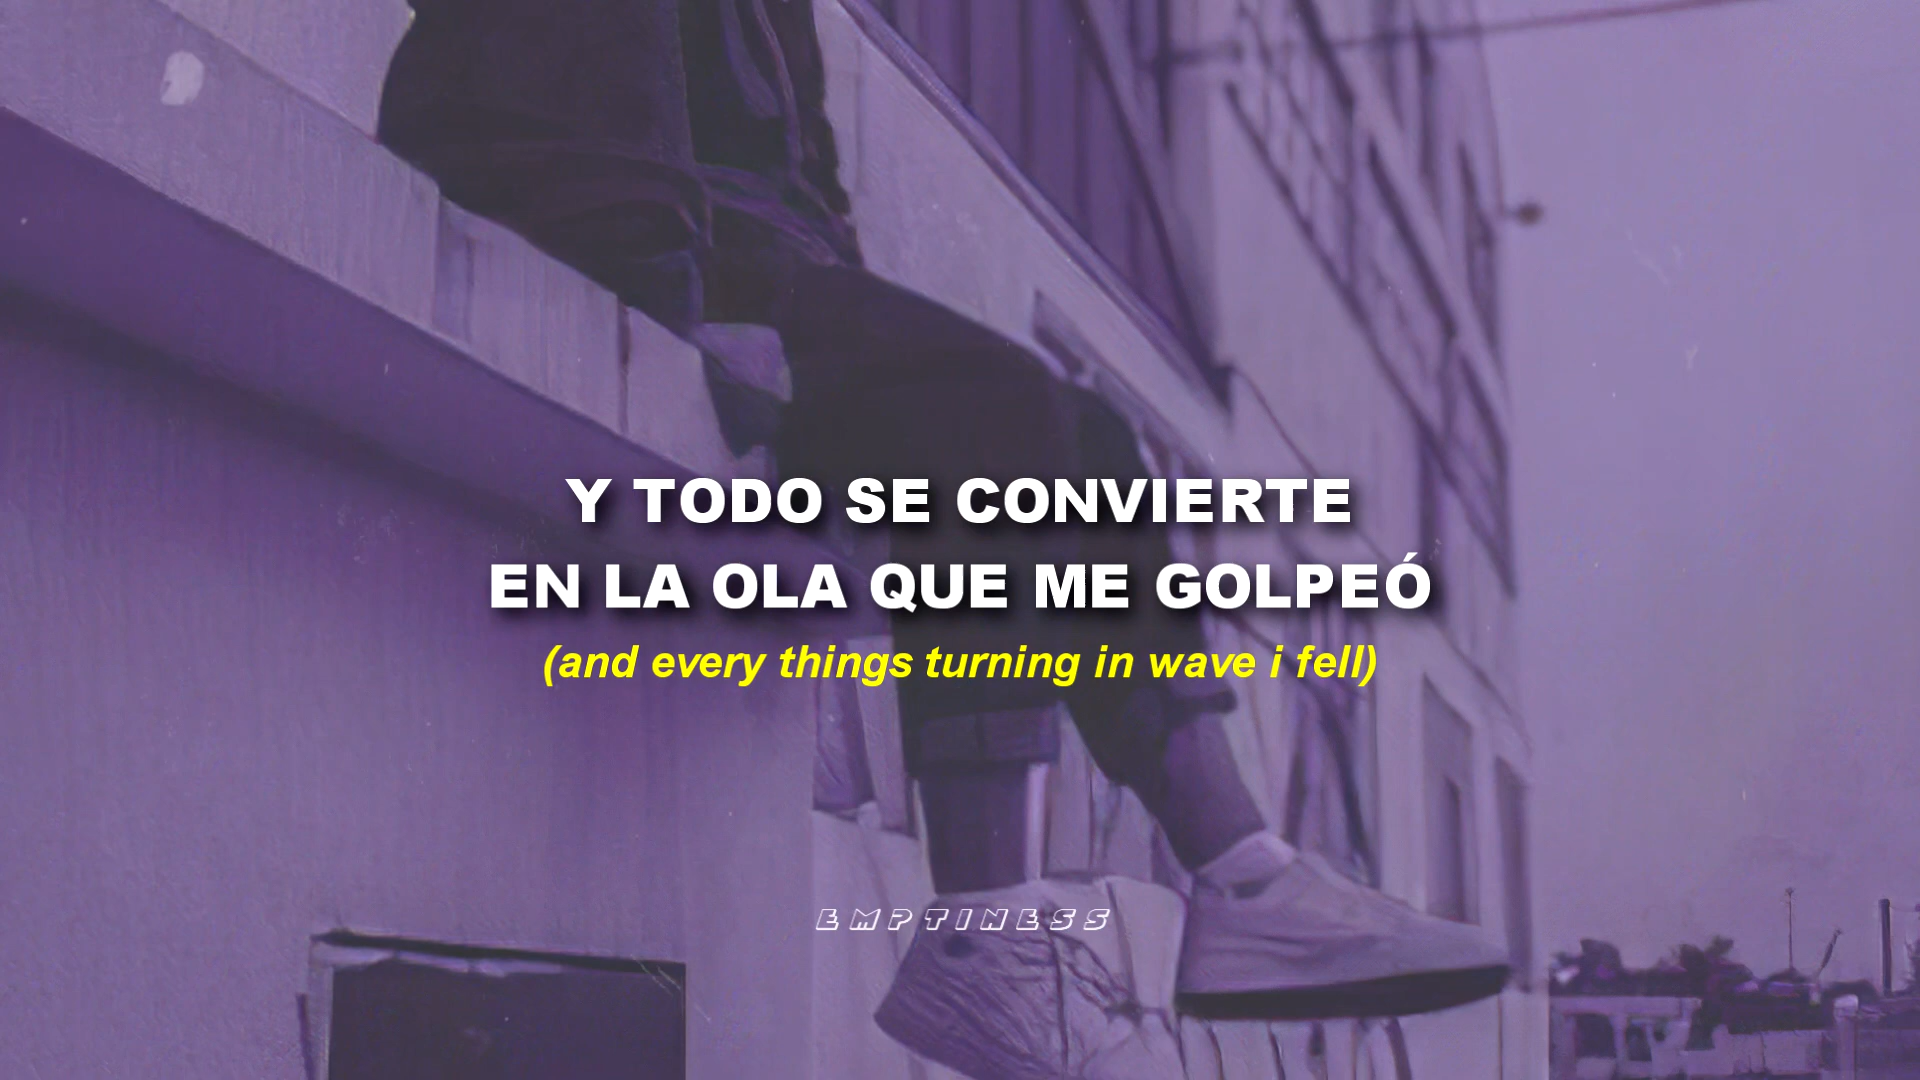 Y TODO SE CONVIERTE
EN LA OLA QUE ME GOLPEÓ
(and every things turning in wave i fell)
EMPTINESS